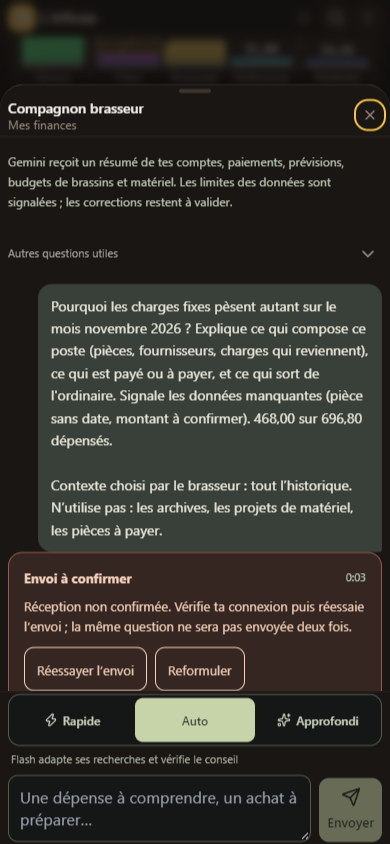 Compagnon brasseur
Mes finances
Gemini reçoit un résumé de tes comptes, paiements, prévisions,
budgets de brassins et matériel. Les limites des données sont
signalées ; les corrections restent à valider.
Autres questions utiles
Pourquoi les charges fixes pèsent autant sur le
mois novembre 2026 ? Explique ce qui compose ce
poste (pièces, fournisseurs, charges qui reviennent),
ce qui est payé ou à payer, et ce qui sort de
l'ordinaire. Signale les données manquantes (pièce
sans date, montant à confirmer). 468,00 sur 696,80
dépensés.
Contexte choisi par le brasseur : tout l’historique.
N’utilise pas : les archives, les projets de matériel,
les pièces à payer.
Envoi à confirmer
0:03
Réception non confirmée. Vérifie ta connexion puis réessaie
l’envoi ; la même question ne sera pas envoyée deux fois.
Réessayer l’envoi
Reformuler
Rapide
Auto
Approfondi
Flash adapte ses recherches et vérifie le conseil
Une dépense à comprendre, un achat à
préparer...
Envoyer